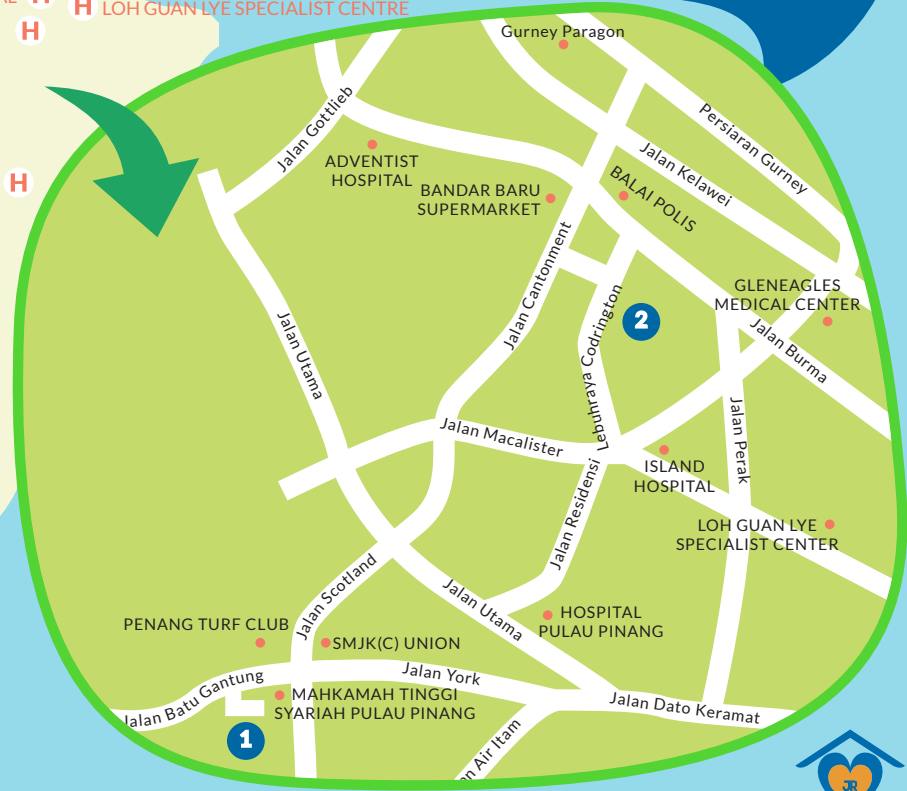 H
H
LOH GUAN LYE SPECIALIST CENTRE
H
H
Gurney Paragon
Persiaran Gurney
Jalan Gottlieb
Jalan Kelawei
ADVENTIST
HOSPITAL
BANDAR BARU
SUPERMARKET
BALAI POLIS
Jalan Cantonment
GLENEAGLES
MEDICAL CENTER
Lebuhraya Codrington
2
Jalan Utama
Jalan Burma
Jalan Perak
Jalan Macalister
ISLAND
HOSPITAL
Jalan Residensi
LOH GUAN LYE
SPECIALIST CENTER
Jalan Scotland
Jalan Utama
HOSPITAL
PULAU PINANG
PENANG TURF CLUB
SMJK(C) UNION
Jalan York
Jalan Batu Gantung
MAHKAMAH TINGGI
SYARIAH PULAU PINANG
Jalan Dato Keramat
Air Itam
1
JR